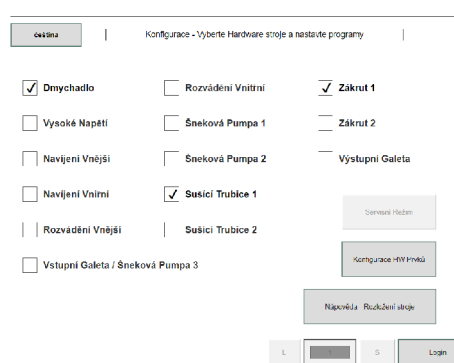 čeština
Konfigurace - Vyberte Hardware stroje a nastavte programy
Dmychadlo
Rozvádění Vnitřní
Zákrut 1
Vysoké Napětí
Šneková Pumpa 1
Zákrut 2
Navíjení Vnější
Šneková Pumpa 2
Výstupní Galeta
Navíjení Vnirní
Sušící Trubice 1
Rozvádění Vnější
Sušící Trubice 2
Servisní Režim
Vstupní Galeta / Šneková Pumpa 3
Konfigurace HW Prvků
Nápověda Rozložení stroje
L
S
Login